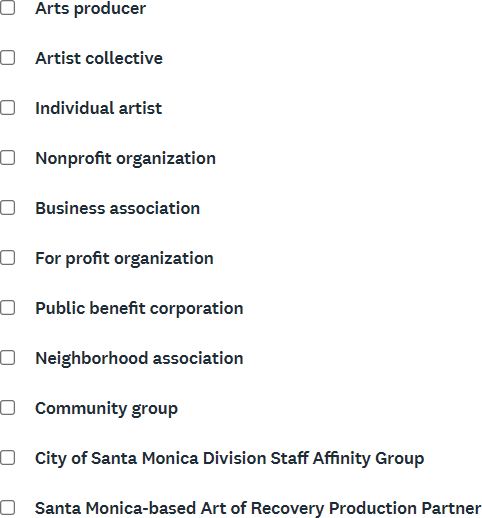 Arts producer
Artist collective
Individual artist
Nonprofit organization
Business association
For profit organization
Public benefit corporation
Neighborhood association
Community group
City of Santa Monica Division Staff Affinity Group
Santa Monica-based Art of Recovery Production Partner